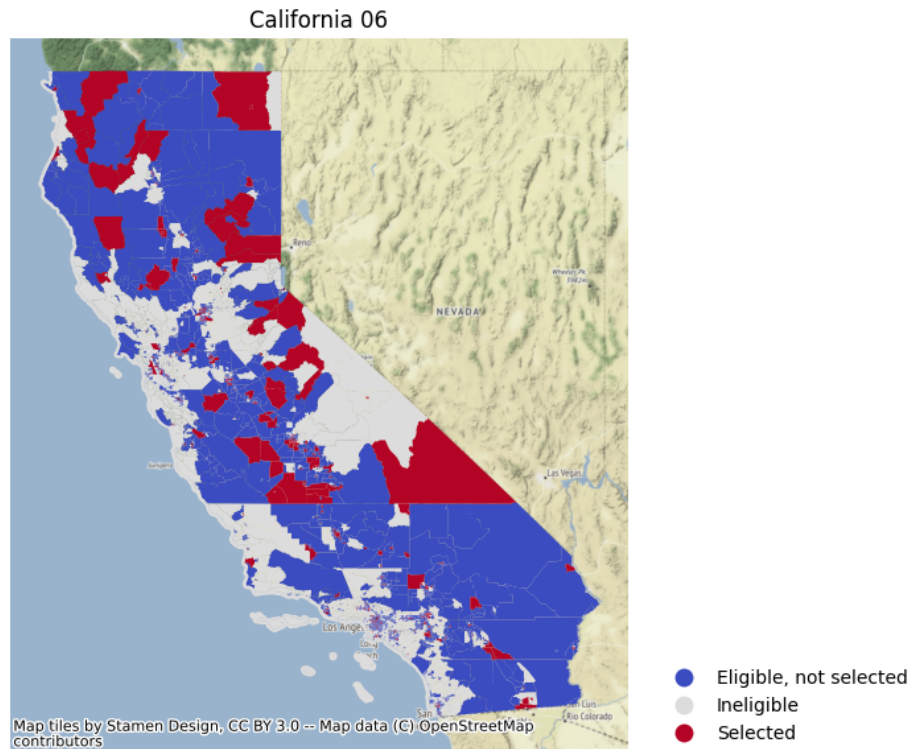 California 06
Reno
NEVADA
Las Vegas
Los Angeles
San
San Luis
Rio Colorado
Eligible, not selected
Ineligible
Selected
Map tiles by Stamen Design, CC BY 3.0 -- Map data (C) OpenStreetMap
contributors